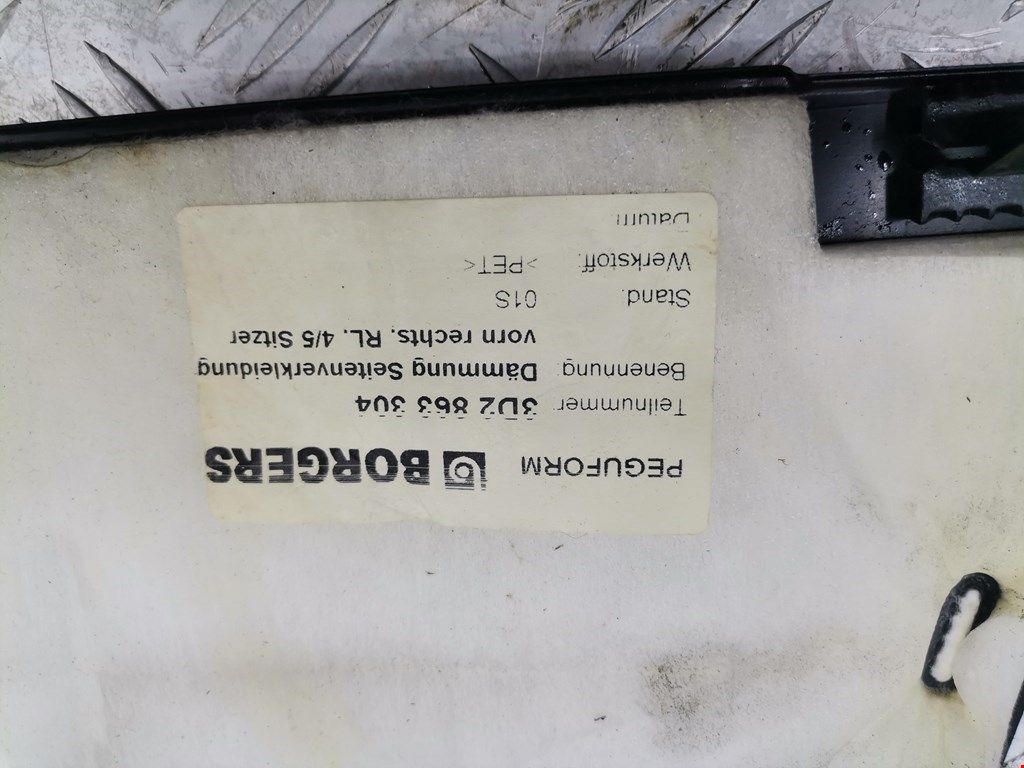 PEGUFORM BORGERS
Teilnummer: 3D2 863 304
Benennung: Dämmung Seitenverkleidung
vorn rechts, RL. 4/5 Sitzer
Stand: 01S
Werkstoff: >PET<
Datum: